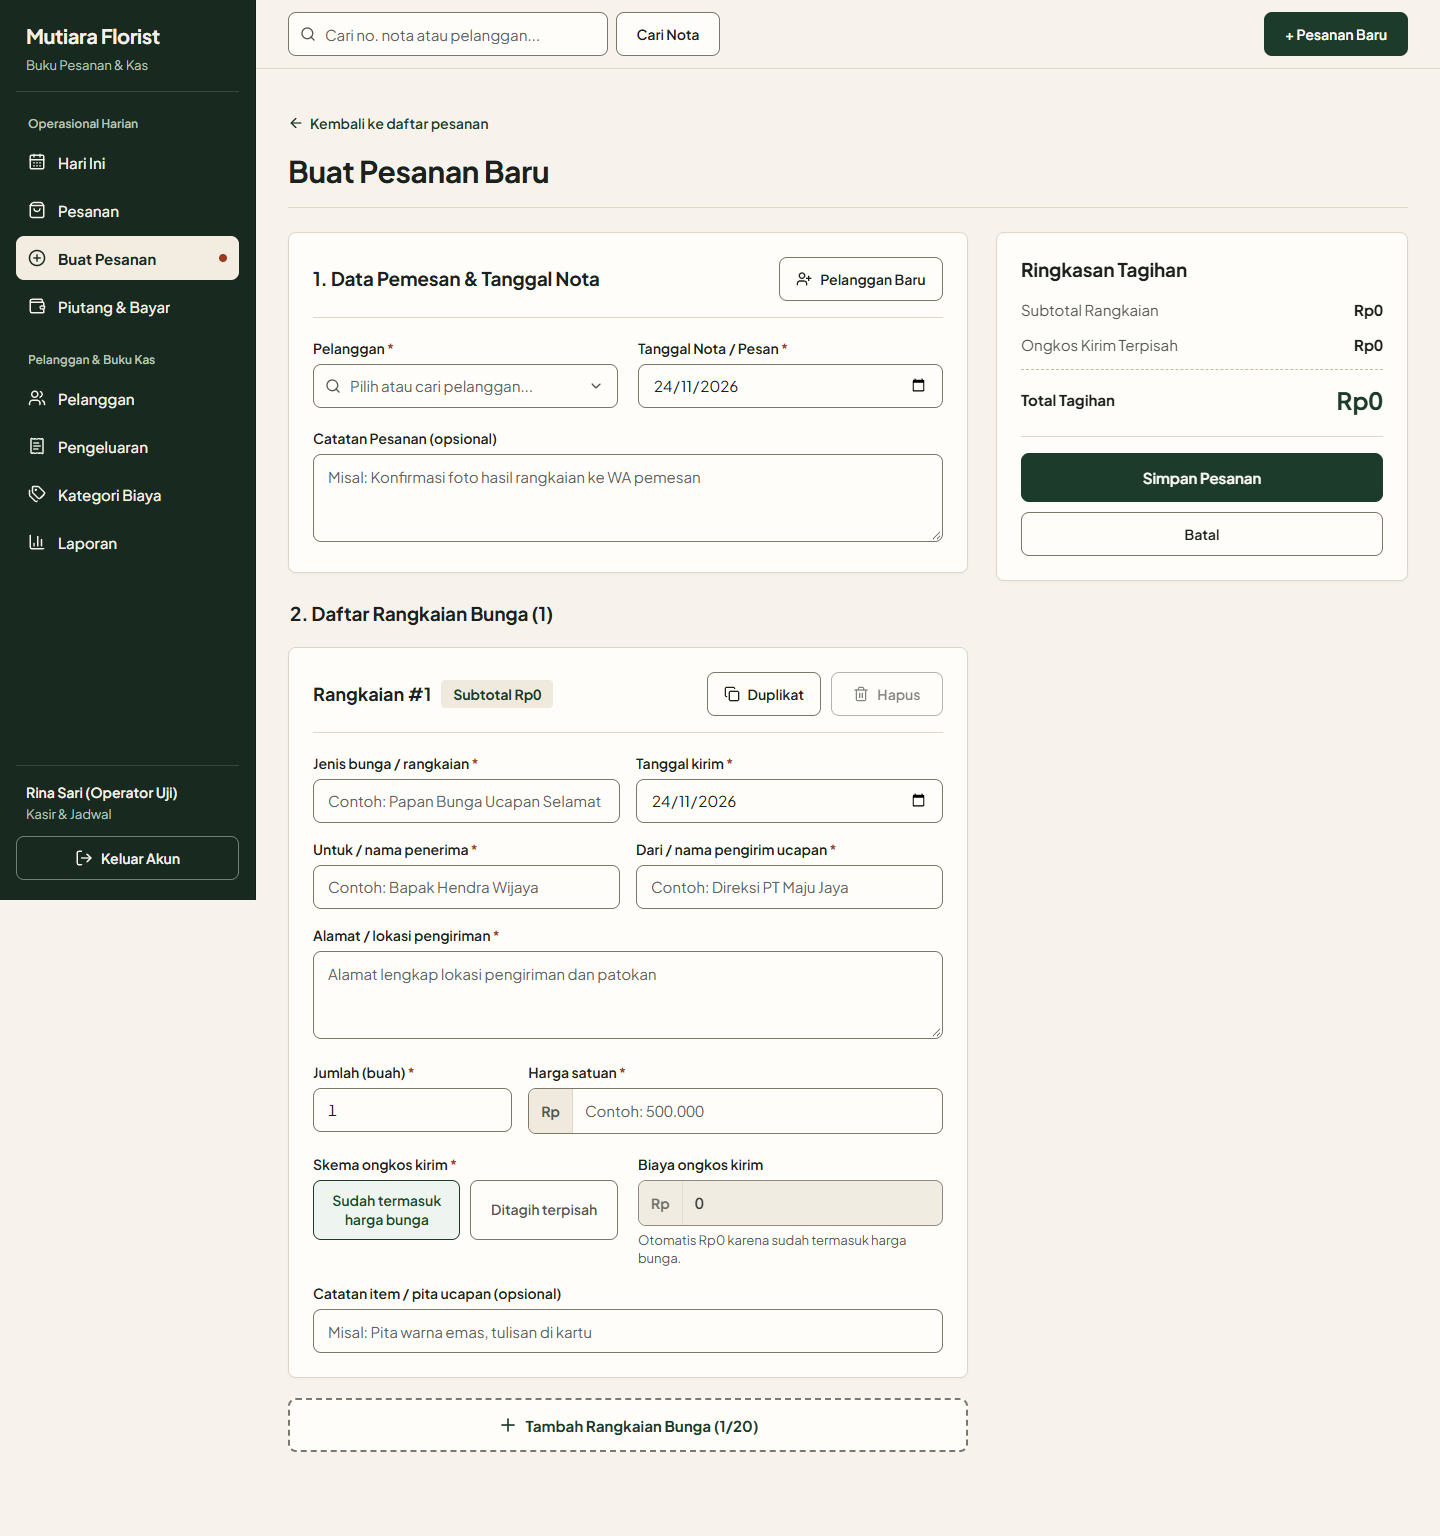 Mutiara Florist
Buku Pesanan & Kas
Operasional Harian
Hari Ini
Pesanan
Buat Pesanan
Piutang & Bayar
Pelanggan & Buku Kas
Pelanggan
Pengeluaran
Kategori Biaya
Laporan
Rina Sari (Operator Uji)
Kasir & Jadwal
Keluar Akun
Cari no. nota atau pelanggan...
Cari Nota
+ Pesanan Baru
Kembali ke daftar pesanan
Buat Pesanan Baru
1. Data Pemesan & Tanggal Nota
Pelanggan Baru
Pelanggan *
Tanggal Nota / Pesan *
Pilih atau cari pelanggan...
24/11/2026
Catatan Pesanan (opsional)
Misal: Konfirmasi foto hasil rangkaian ke WA pemesan
Ringkasan Tagihan
Subtotal Rangkaian
Rp0
Ongkos Kirim Terpisah
Rp0
Total Tagihan
Rp0
Simpan Pesanan
Batal
2. Daftar Rangkaian Bunga (1)
Rangkaian #1
Subtotal Rp0
Duplikat
Hapus
Jenis bunga / rangkaian *
Tanggal kirim *
Contoh: Papan Bunga Ucapan Selamat
24/11/2026
Untuk / nama penerima *
Dari / nama pengirim ucapan *
Contoh: Bapak Hendra Wijaya
Contoh: Direksi PT Maju Jaya
Alamat / lokasi pengiriman *
Alamat lengkap lokasi pengiriman dan patokan
Jumlah (buah) *
Harga satuan *
1
Rp
Contoh: 500.000
Skema ongkos kirim *
Biaya ongkos kirim
Sudah termasuk
harga bunga
Ditagih terpisah
Rp
0
Otomatis Rp0 karena sudah termasuk harga
bunga.
Catatan item / pita ucapan (opsional)
Misal: Pita warna emas, tulisan di kartu
Tambah Rangkaian Bunga (1/20)